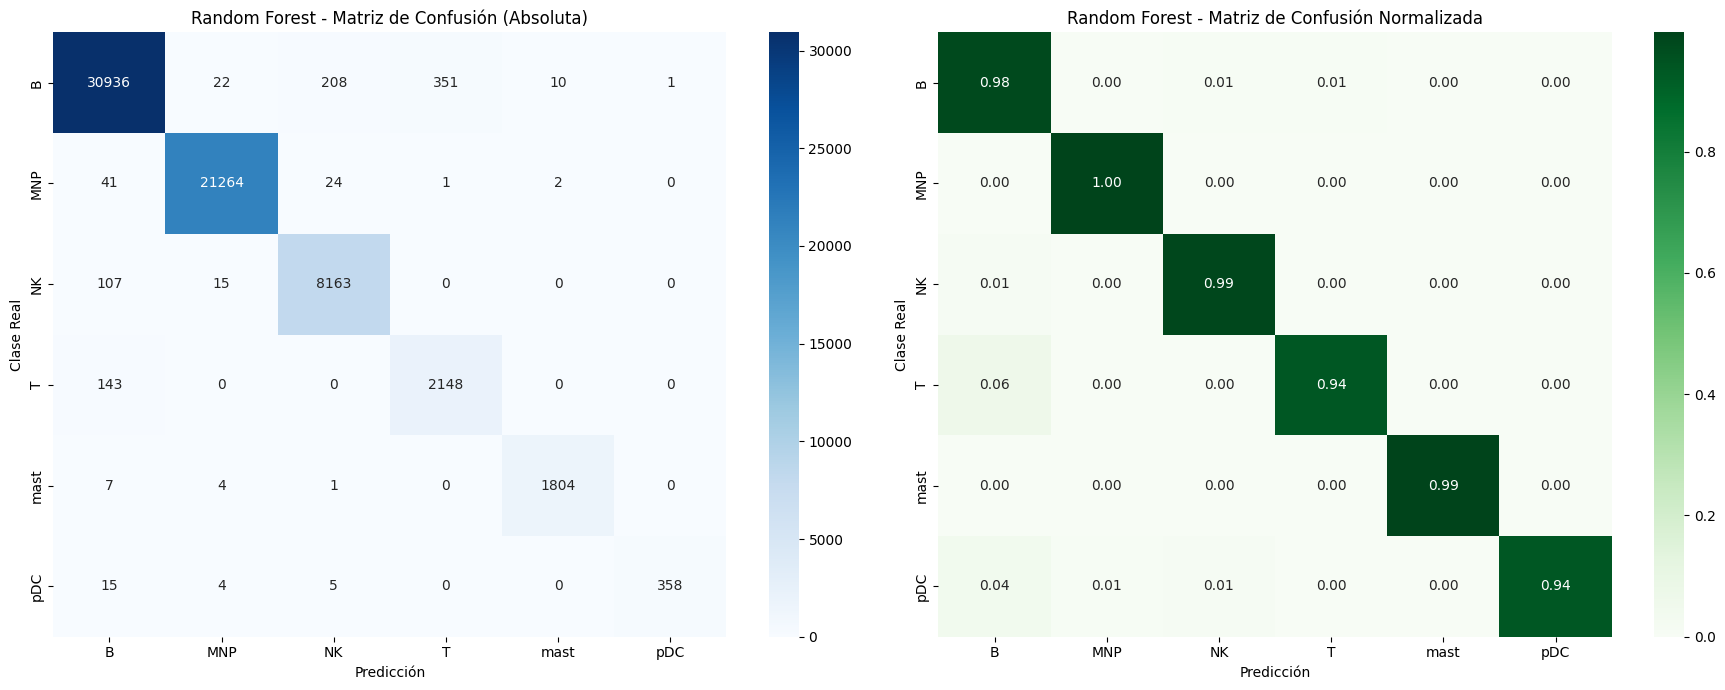 Random Forest - Matriz de Confusión (Absoluta)
B 30936 22 208 351 10 1
MNP 41 21264 24 1 2 0
NK 107 15 8163 0 0 0
T 143 0 0 2148 0 0
mast 7 4 1 0 1804 0
pDC 15 4 5 0 0 358
B MNP NK T mast pDC
Predicción
Clase Real
30000
25000
20000
15000
10000
5000
0
Random Forest - Matriz de Confusión Normalizada
B 0.98 0.00 0.01 0.01 0.00 0.00
MNP 0.00 1.00 0.00 0.00 0.00 0.00
NK 0.01 0.00 0.99 0.00 0.00 0.00
T 0.06 0.00 0.00 0.94 0.00 0.00
mast 0.00 0.00 0.00 0.00 0.99 0.00
pDC 0.04 0.01 0.01 0.00 0.00 0.94
B MNP NK T mast pDC
Predicción
Clase Real
0.8
0.6
0.4
0.2
0.0